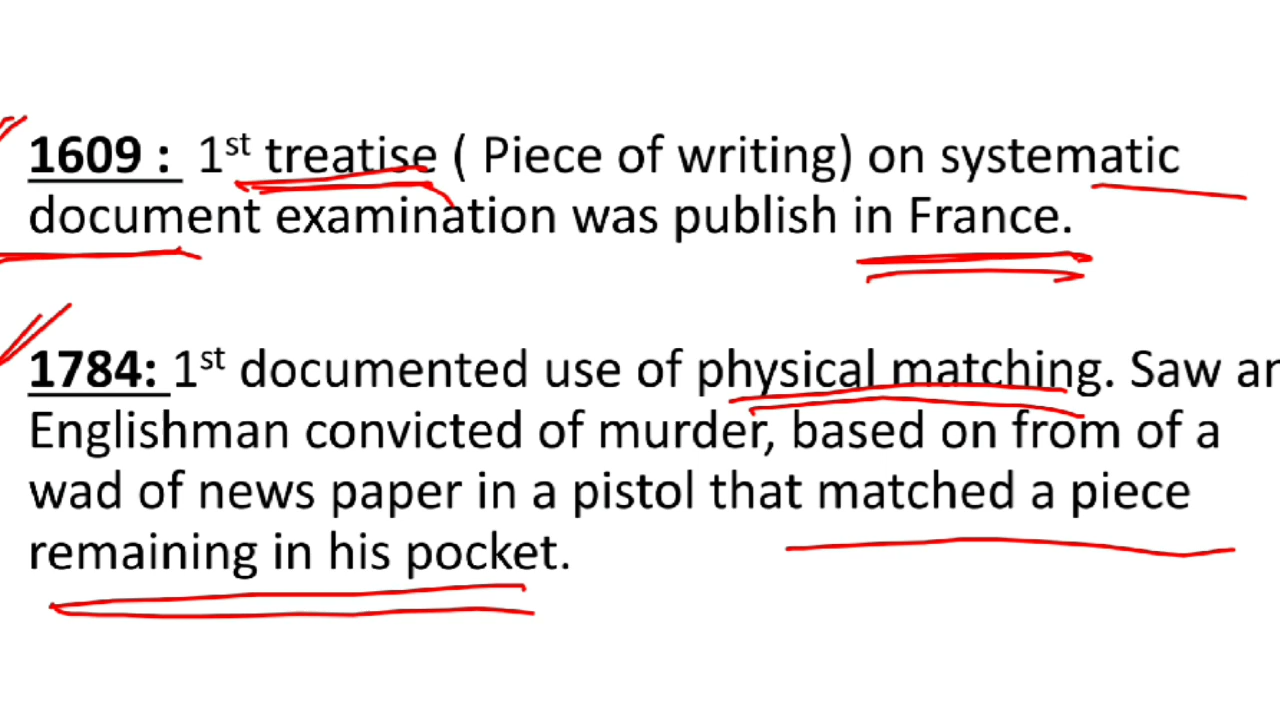 1609 : 1st treatise ( Piece of writing) on systematic
document examination was publish in France.
1784: 1st documented use of physical matching. Saw
Englishman convicted of murder, based on from of a
wad of news paper in a pistol that matched a piece
remaining in his pocket.